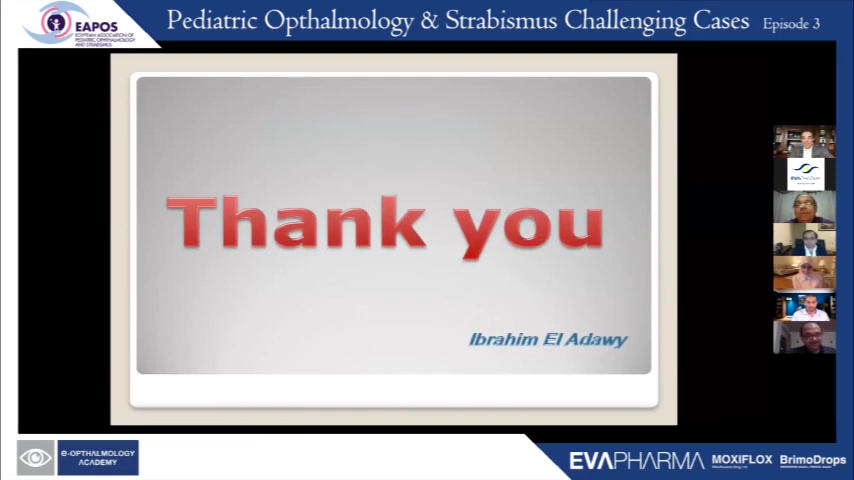 EAPOS
EGYPTIAN ASSOCIATION OF
PEDIATRIC OPHTHALMOLOGY
AND STRABISMUS
Pediatric Opthalmology & Strabismus Challenging Cases Episode 3
Thank you
Ibrahim El Adawy
e-OPTHALMOLOGY
ACADEMY
EVAPHARMA MOXIFLOX BrimoDrops